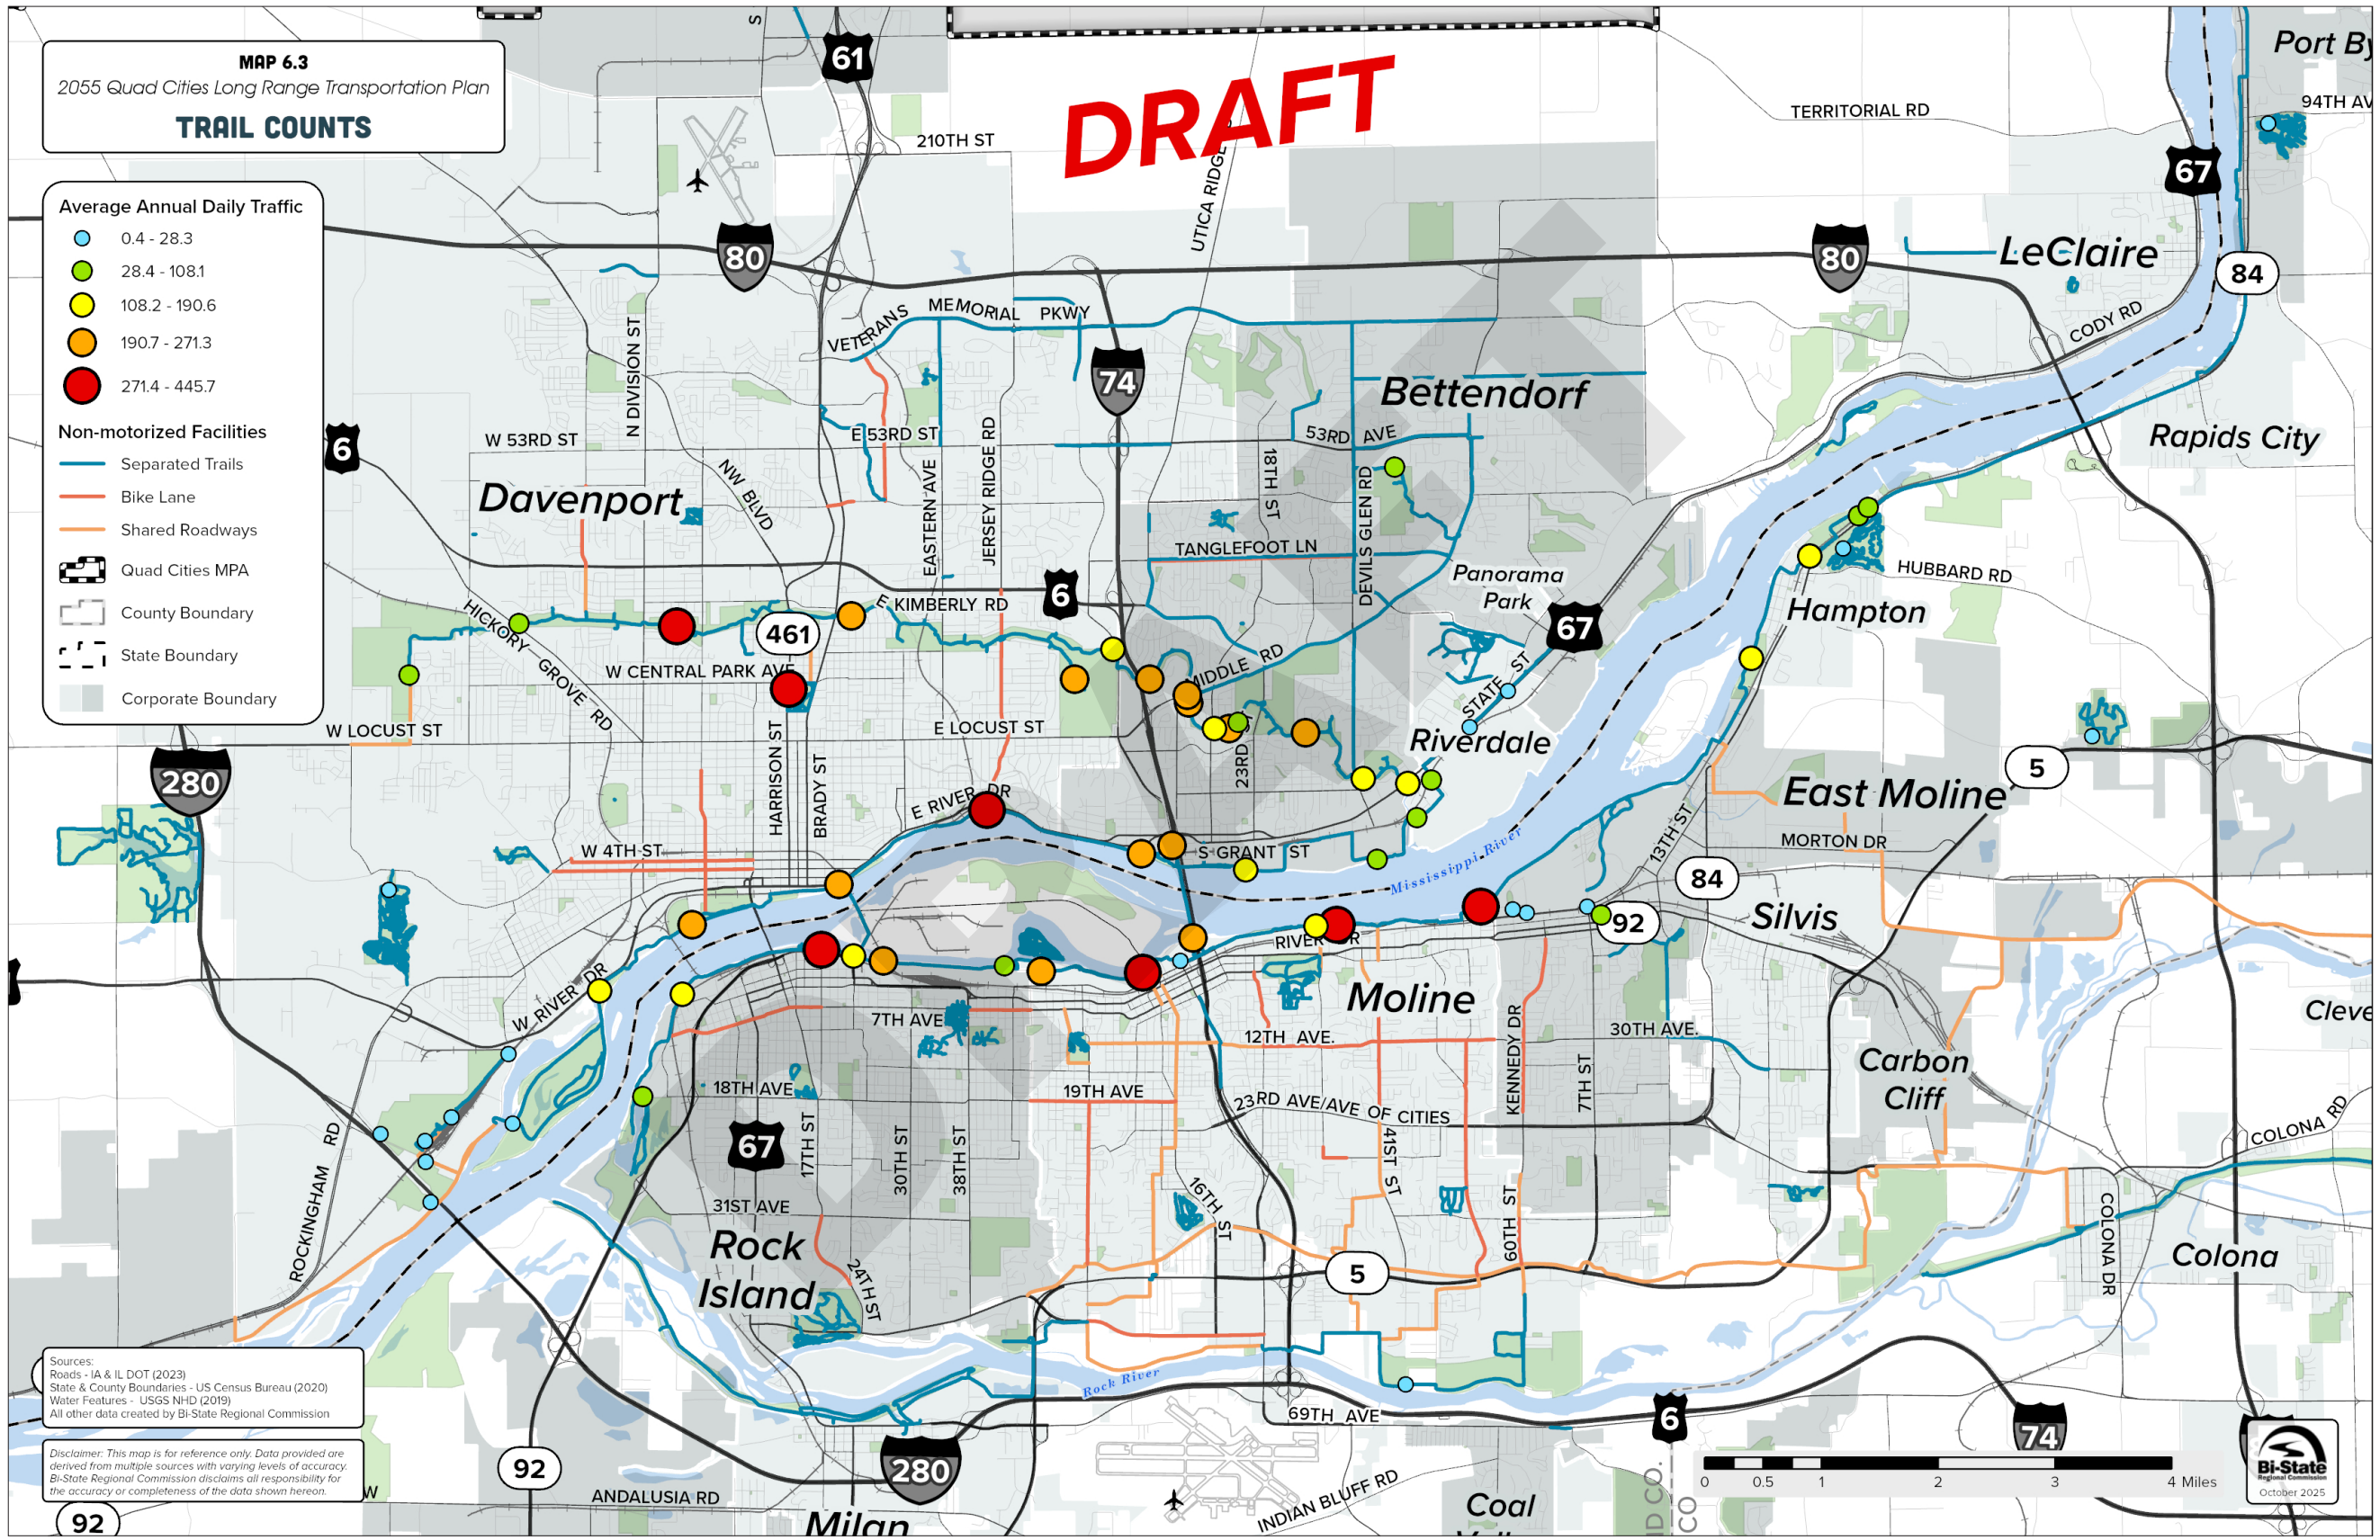 MAP 6.3
2055 Quad Cities Long Range Transportation Plan
TRAIL COUNTS
DRAFT
Average Annual Daily Traffic
0.4 - 28.3
28.4 - 108.1
108.2 - 190.6
190.7 - 271.3
271.4 - 445.7
Non-motorized Facilities
Separated Trails
Bike Lane
Shared Roadways
Quad Cities MPA
County Boundary
State Boundary
Corporate Boundary
S
61
210TH ST
UTICA RIDGE
TERRITORIAL RD
Port By
94TH AV
67
80
80
LeClaire
84
CODY RD
VETERANS MEMORIAL PKWY
N DIVISION ST
74
Bettendorf
Rapids City
6
W 53RD ST
E 53RD ST
53RD AVE
NW BLVD
Davenport
EASTERN AVE
JERSEY RIDGE RD
18TH ST
DEVILS GLEN RD
TANGLEFOOT LN
Panorama
Park
HUBBARD RD
6
E KIMBERLY RD
67
Hampton
HICKORY GROVE RD
461
W CENTRAL PARK AVE
MIDDLE RD
STATE ST
W LOCUST ST
E LOCUST ST
23RD ST
Riverdale
280
HARRISON ST
BRADY ST
E RIVER DR
5
East Moline
W 4TH ST
S GRANT ST
Mississippi River
13TH ST
MORTON DR
84
92
Silvis
RIVER DR
W RIVER DR
Moline
7TH AVE
12TH AVE.
KENNEDY DR
30TH AVE.
Cleve
Carbon
Cliff
18TH AVE
19TH AVE
23RD AVE/AVE OF CITIES
7TH ST
COLONA RD
67
17TH ST
30TH ST
38TH ST
41ST ST
ROCKINGHAM RD
31ST AVE
16TH ST
60TH ST
COLONA DR
Rock
Island
24TH ST
5
Colona
Rock River
69TH AVE
6
74
280
92
ANDALUSIA RD
INDIAN BLUFF RD
Milan
Coal
92
W
CO
Sources:
Roads - IA & IL DOT (2023)
State & County Boundaries - US Census Bureau (2020)
Water Features - USGS NHD (2019)
All other data created by Bi-State Regional Commission
Disclaimer: This map is for reference only. Data provided are
derived from multiple sources with varying levels of accuracy.
Bi-State Regional Commission disclaims all responsibility for
the accuracy or completeness of the data shown hereon.
0 0.5 1 2 3 4 Miles
Bi-State
Regional Commission
October 2025